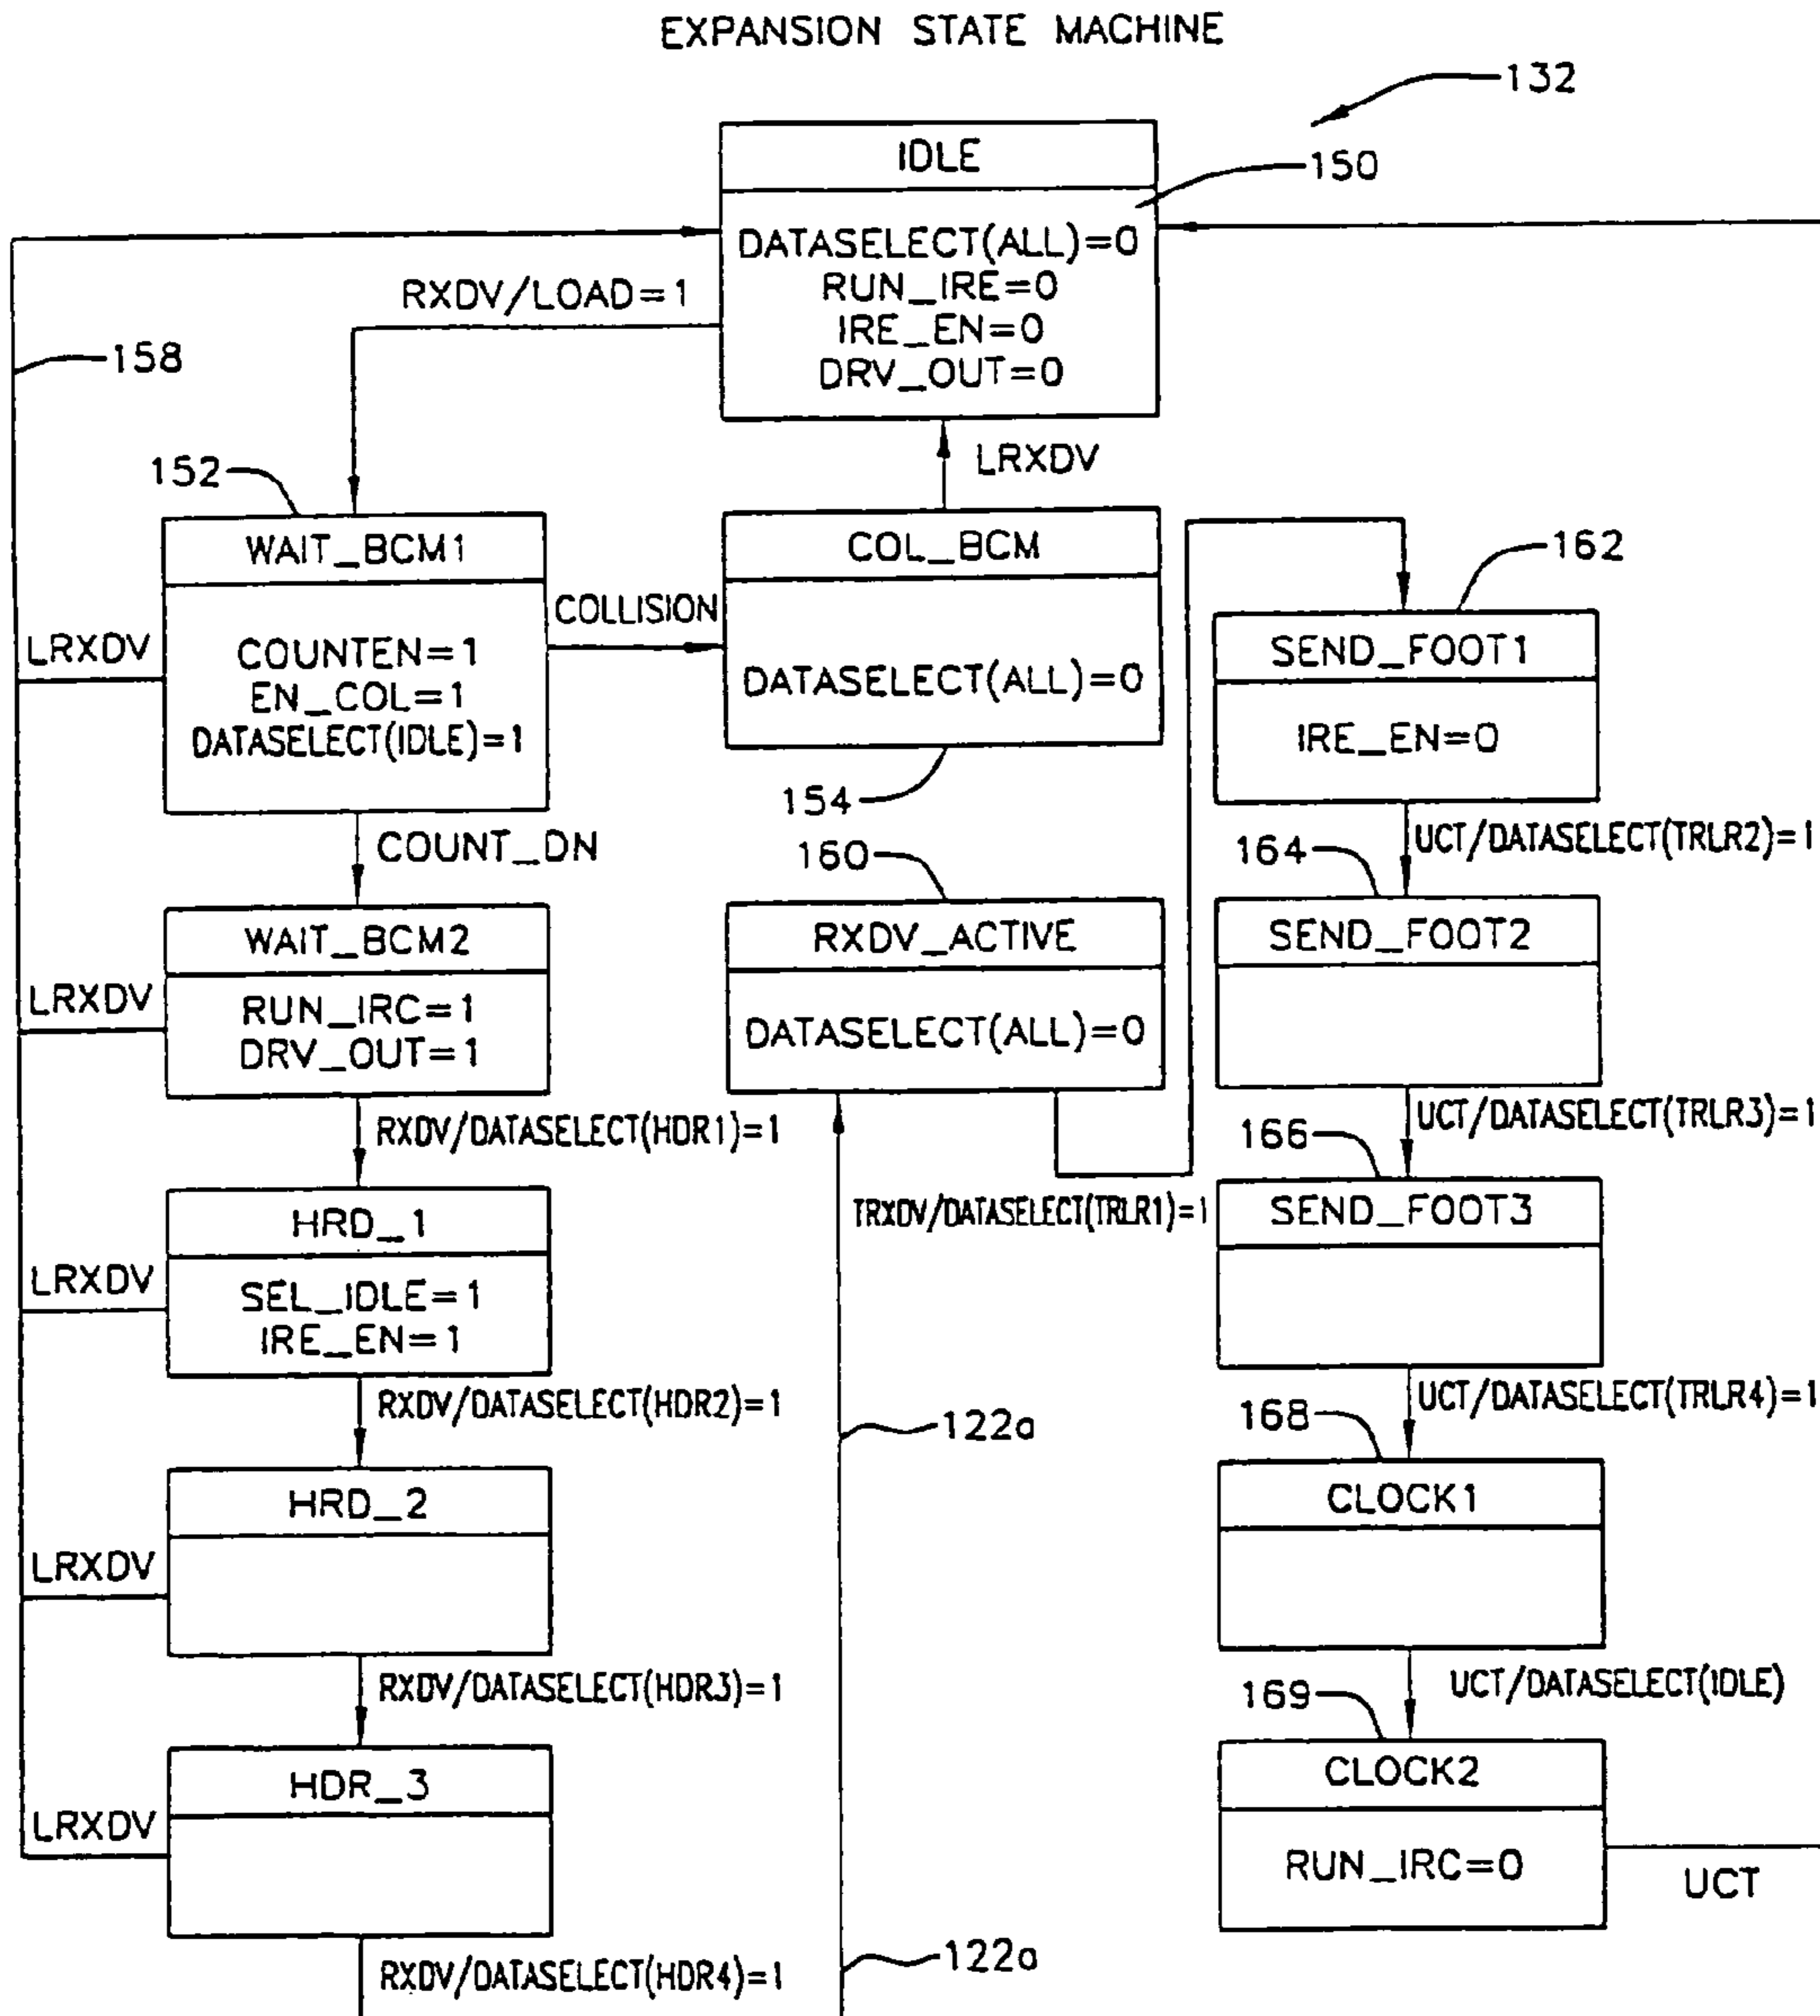 EXPANSION STATE MACHINE
132
IDLE
150
DATASELECT(ALL)=0
RUN_IRE=0
IRE_EN=0
DRV_OUT=0
RXDV/LOAD=1
158
LRXDV
152
WAIT_BCM1
COUNTEN=1
EN_COL=1
DATASELECT(IDLE)=1
LRXDV
COLLISION
COL_BCM
DATASELECT(ALL)=0
154
COUNT_DN
WAIT_BCM2
RUN_IRC=1
DRV_OUT=1
LRXDV
RXDV/DATASELECT(HDR1)=1
HRD_1
SEL_IDLE=1
IRE_EN=1
LRXDV
RXDV/DATASELECT(HDR2)=1
HRD_2
LRXDV
RXDV/DATASELECT(HDR3)=1
HDR_3
LRXDV
RXDV/DATASELECT(HDR4)=1
122a
122a
160
RXDV_ACTIVE
DATASELECT(ALL)=0
TRXDV/DATASELECT(TRLR1)=1
162
SEND_FOOT1
IRE_EN=0
UCT/DATASELECT(TRLR2)=1
164
SEND_FOOT2
UCT/DATASELECT(TRLR3)=1
166
SEND_FOOT3
UCT/DATASELECT(TRLR4)=1
168
CLOCK1
UCT/DATASELECT(IDLE)
169
CLOCK2
RUN_IRC=0
UCT